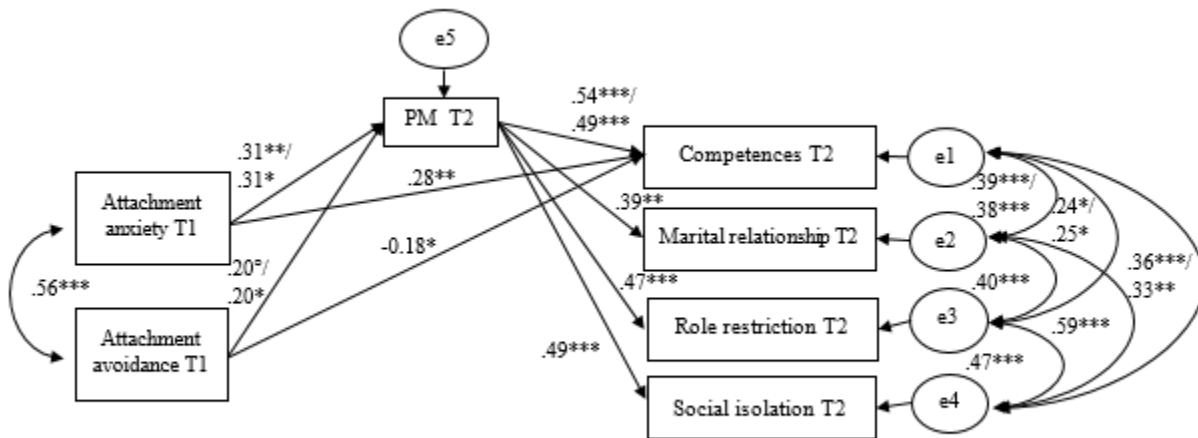 e5
PM T2
.54***/
.49***
.31**/
.31*
.28**
Competences T2
e1
Attachment
anxiety T1
.39***/
.38***
.24*/
.25*
.39**
-0.18*
Marital relationship T2
e2
.20°/
.20*
.36***/
.33**
.56***
.47***
.40***
Role restriction T2
e3
Attachment
avoidance T1
.59***
.49***
.47***
Social isolation T2
e4